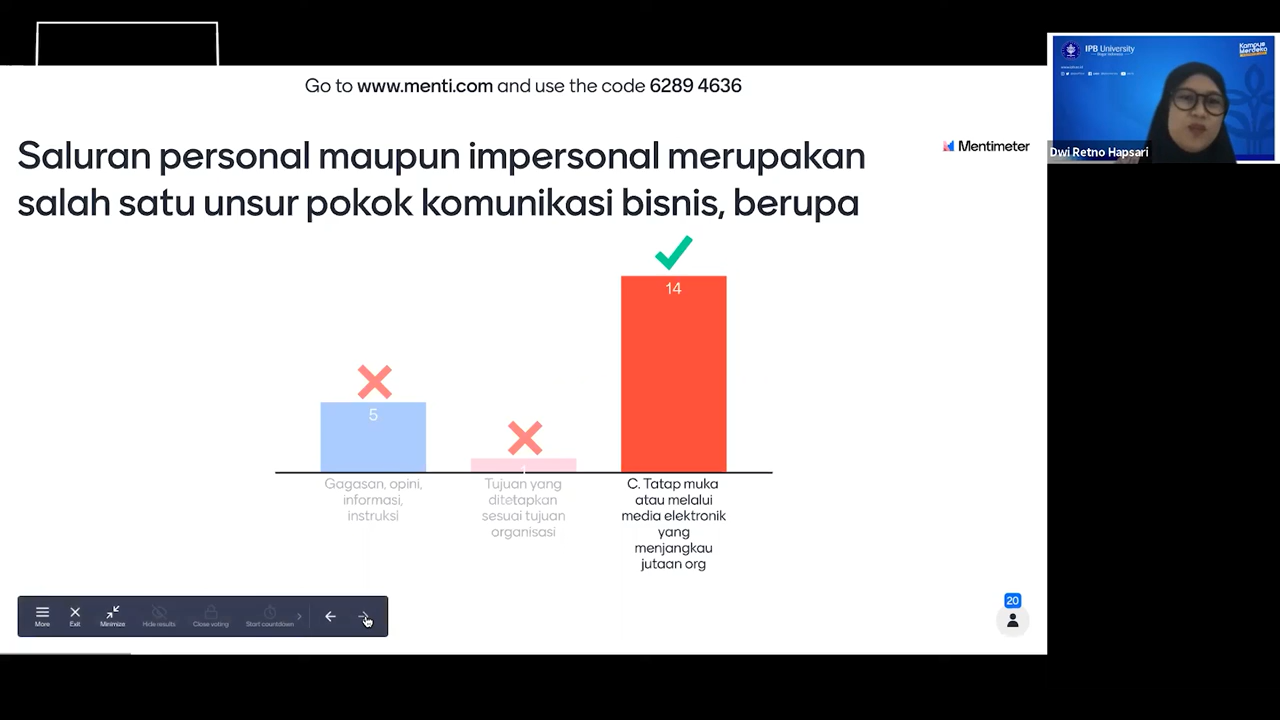 Go to www.menti.com and use the code 6289 4636
Saluran personal maupun impersonal merupakan
salah satu unsur pokok komunikasi bisnis, berupa
Mentimeter
IPB University
Kampus
Merdeka
Dwi Retno Hapsari
14
5
1
Gagasan, opini,
informasi,
instruksi
Tujuan yang
ditetapkan
sesuai tujuan
organisasi
C. Tatap muka
atau melalui
media elektronik
yang
menjangkau
jutaan org
More
Exit
Minimize
Hide results
Close voting
Start countdown
20